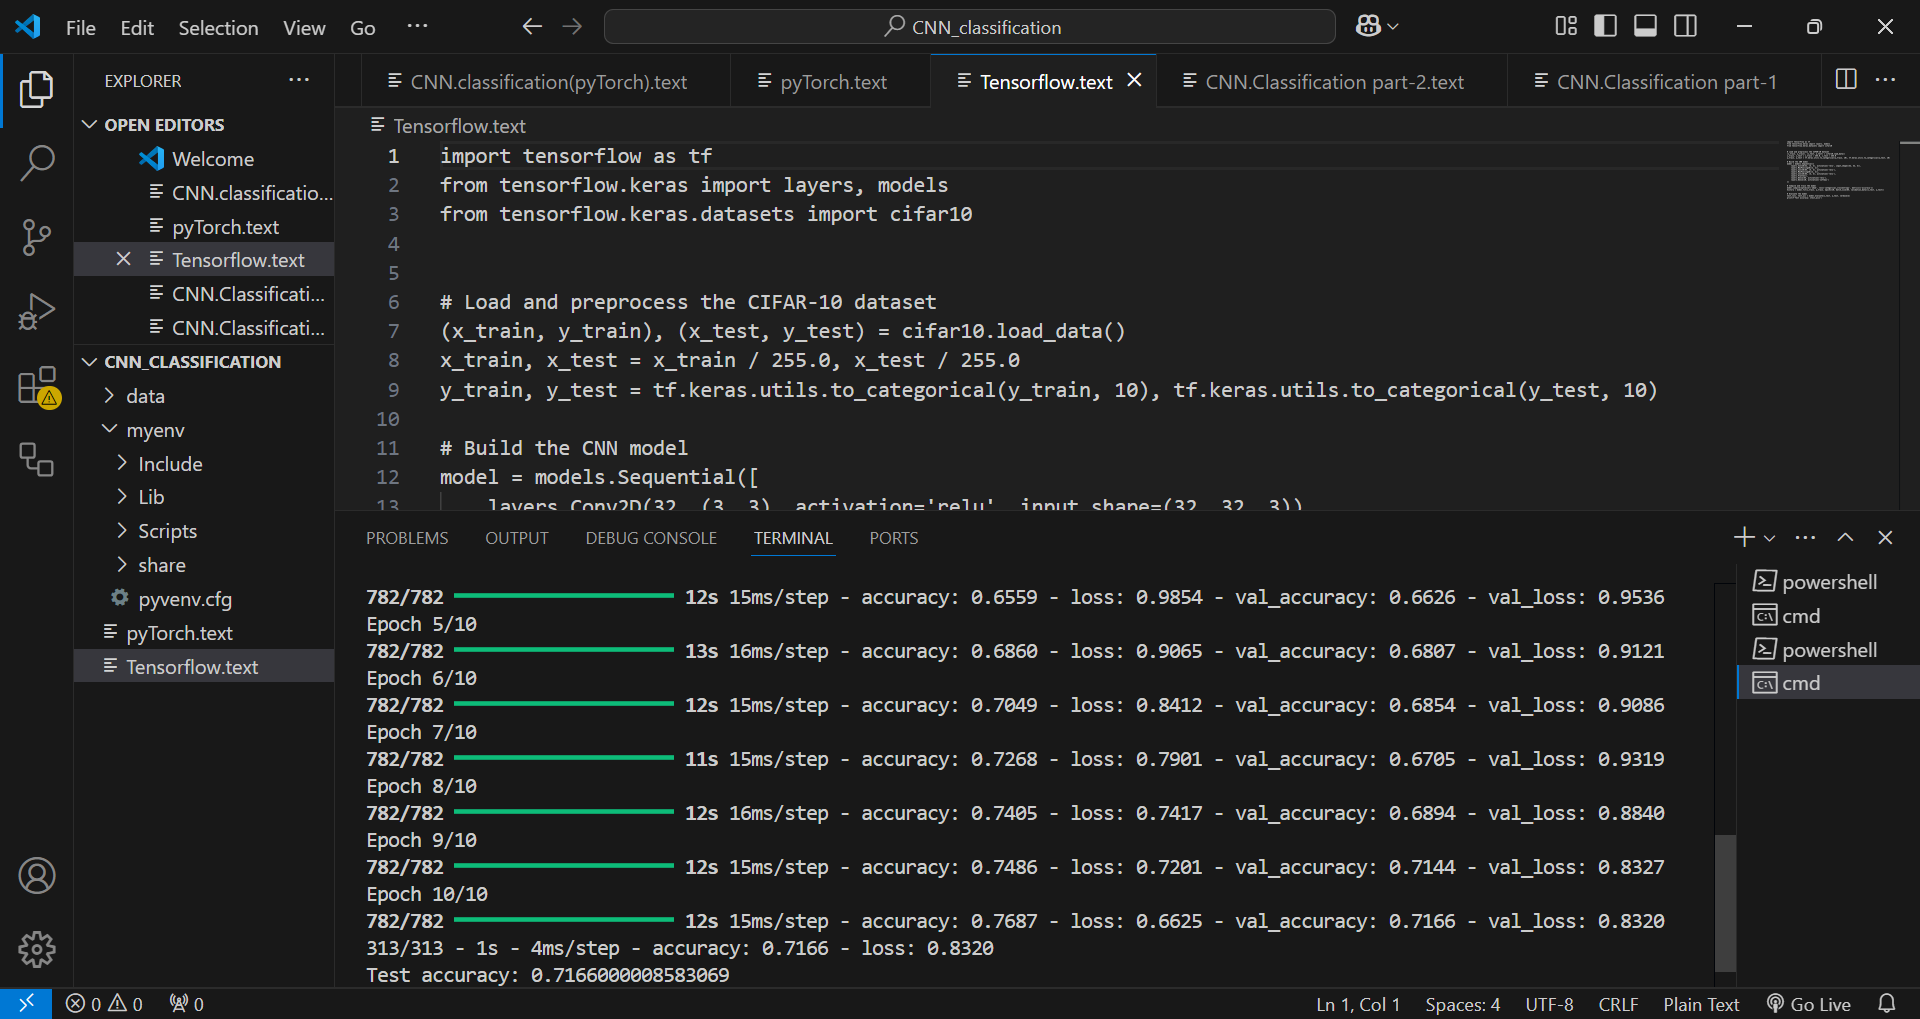 File Edit Selection View Go ··· CNN_classification
EXPLORER ···
OPEN EDITORS
Welcome
CNN.classificatio...
pyTorch.text
Tensorflow.text
CNN.Classificati...
CNN.Classificati...
CNN_CLASSIFICATION
data
myenv
Include
Lib
Scripts
share
pyvenv.cfg
pyTorch.text
Tensorflow.text
CNN.classification(pyTorch).text pyTorch.text Tensorflow.text CNN.Classification part-2.text CNN.Classification part-1 ···
Tensorflow.text
1 import tensorflow as tf
2 from tensorflow.keras import layers, models
3 from tensorflow.keras.datasets import cifar10
4
5
6 # Load and preprocess the CIFAR-10 dataset
7 (x_train, y_train), (x_test, y_test) = cifar10.load_data()
8 x_train, x_test = x_train / 255.0, x_test / 255.0
9 y_train, y_test = tf.keras.utils.to_categorical(y_train, 10), tf.keras.utils.to_categorical(y_test, 10)
10
11 # Build the CNN model
12 model = models.Sequential([
13 layers.Conv2D(32, (3, 3), activation='relu', input_shape=(32, 32, 3)),
PROBLEMS OUTPUT DEBUG CONSOLE TERMINAL PORTS
782/782 12s 15ms/step - accuracy: 0.6559 - loss: 0.9854 - val_accuracy: 0.6626 - val_loss: 0.9536
Epoch 5/10
782/782 13s 16ms/step - accuracy: 0.6860 - loss: 0.9065 - val_accuracy: 0.6807 - val_loss: 0.9121
Epoch 6/10
782/782 12s 15ms/step - accuracy: 0.7049 - loss: 0.8412 - val_accuracy: 0.6854 - val_loss: 0.9086
Epoch 7/10
782/782 11s 15ms/step - accuracy: 0.7268 - loss: 0.7901 - val_accuracy: 0.6705 - val_loss: 0.9319
Epoch 8/10
782/782 12s 16ms/step - accuracy: 0.7405 - loss: 0.7417 - val_accuracy: 0.6894 - val_loss: 0.8840
Epoch 9/10
782/782 12s 15ms/step - accuracy: 0.7486 - loss: 0.7201 - val_accuracy: 0.7144 - val_loss: 0.8327
Epoch 10/10
782/782 12s 15ms/step - accuracy: 0.7687 - loss: 0.6625 - val_accuracy: 0.7166 - val_loss: 0.8320
313/313 - 1s - 4ms/step - accuracy: 0.7166 - loss: 0.8320
Test accuracy: 0.7166000008583069
powershell
cmd
powershell
cmd
0 0 0 Ln 1, Col 1 Spaces: 4 UTF-8 CRLF Plain Text Go Live